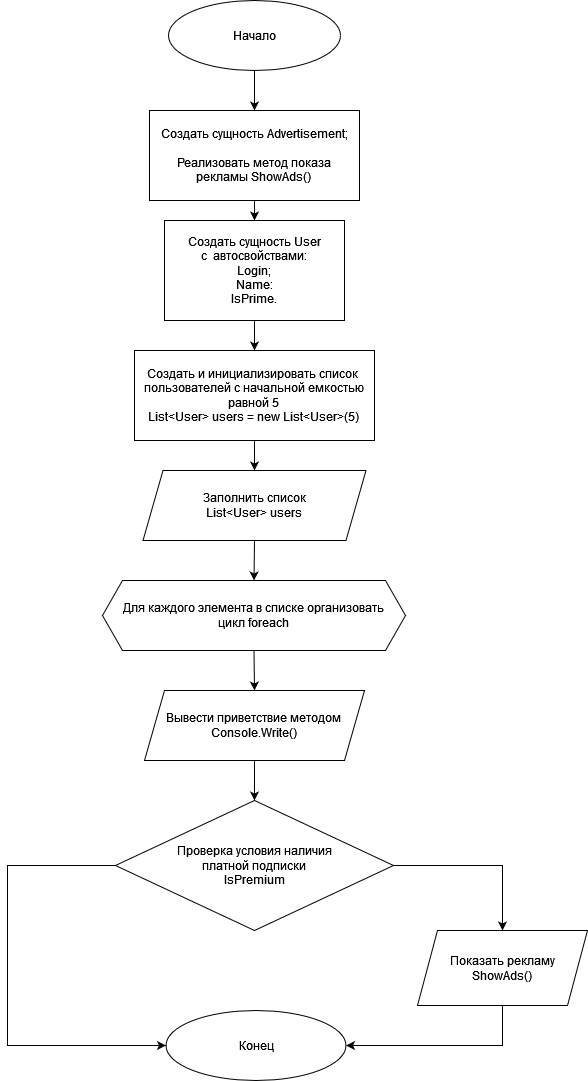 Начало
Создать сущность Advertisement;
Реализовать метод показа
рекламы ShowAds()
Создать сущность User
с автосвойствами:
Login;
Name:
IsPrime.
Создать и инициализировать список
пользователей с начальной емкостью
равной 5
List<User> users = new List<User>(5)
Заполнить список
List<User> users
Для каждого элемента в списке организовать
цикл foreach
Вывести приветствие методом
Console.Write()
Проверка условия наличия
платной подписки
IsPremium
Показать рекламу
ShowAds()
Конец